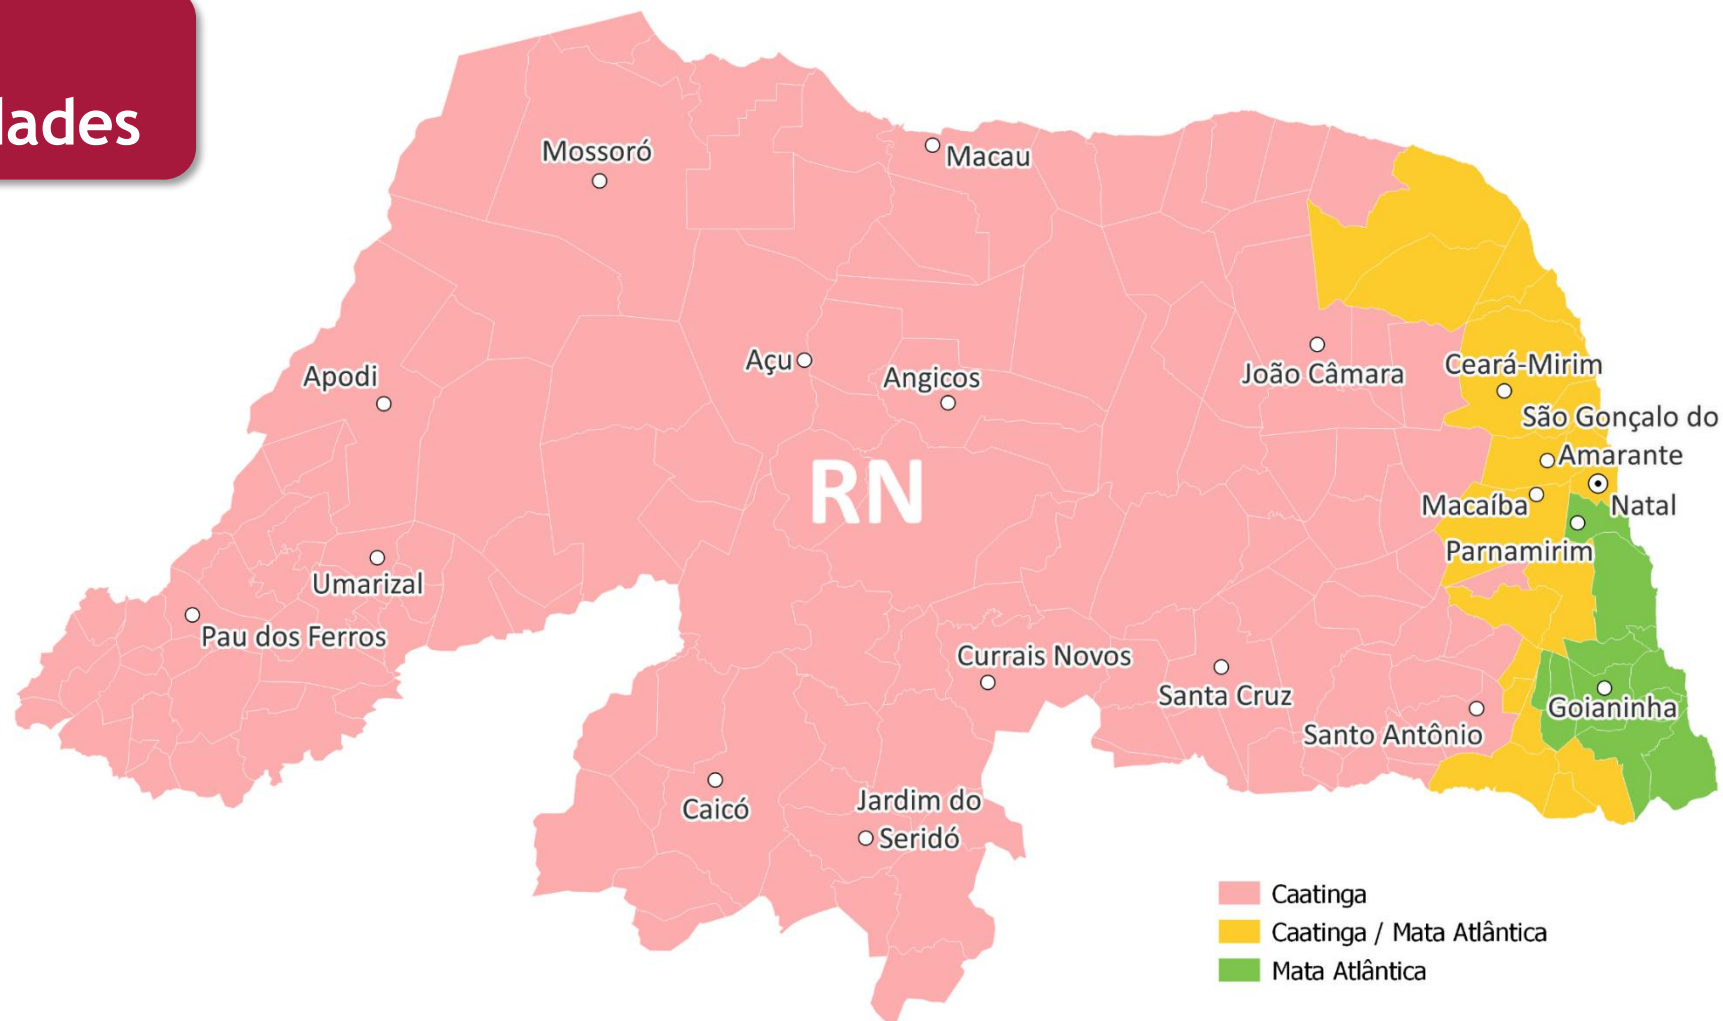 Mossoró
Macau
Apodi
Açu
Angicos
João Câmara
Ceará-Mirim
São Gonçalo do
Amarante
RN
Macaíba
Natal
Parnamirim
Umarizal
Pau dos Ferros
Currais Novos
Santa Cruz
Santo Antônio
Goianinha
Caicó
Jardim do
Seridó
Caatinga
Caatinga / Mata Atlântica
Mata Atlântica